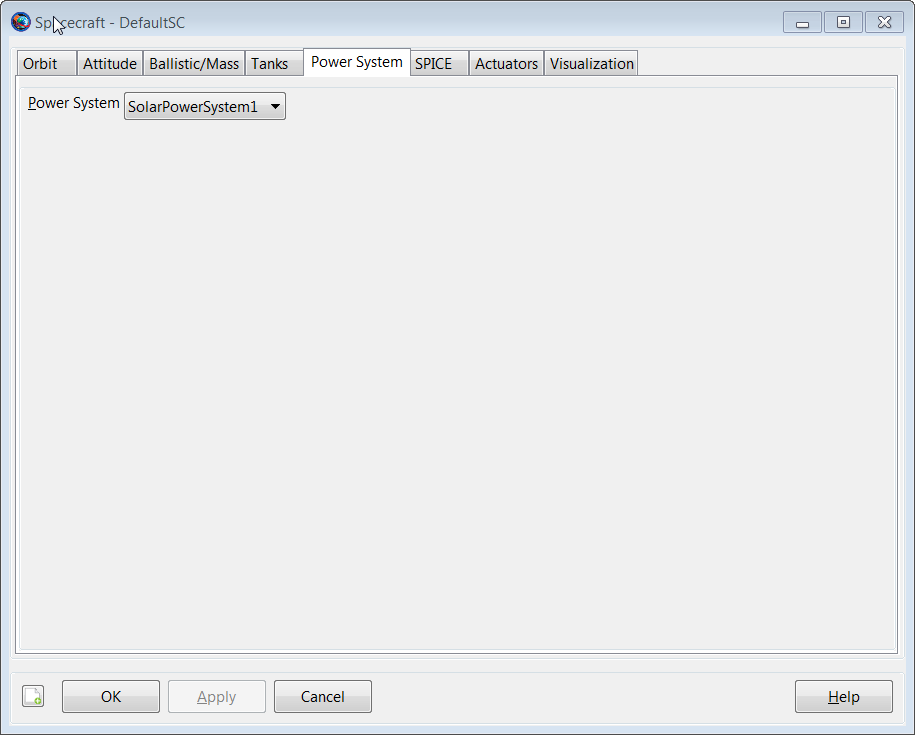 Spacecraft - DefaultSC
Orbit Attitude Ballistic/Mass Tanks Power System SPICE Actuators Visualization
Power System SolarPowerSystem1
OK Apply Cancel Help